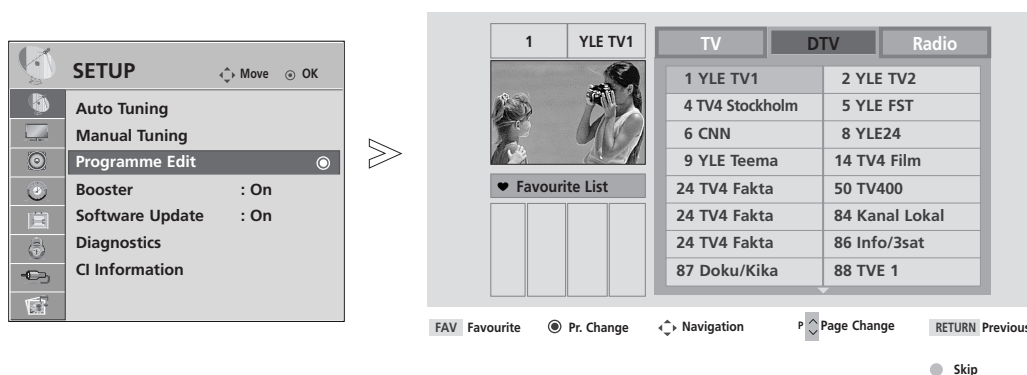 SETUP Move OK
Auto Tuning
Manual Tuning
Programme Edit
Booster : On
Software Update : On
Diagnostics
CI Information
1 YLE TV1
Favourite List
TV DTV Radio
1 YLE TV1 2 YLE TV2
4 TV4 Stockholm 5 YLE FST
6 CNN 8 YLE24
9 YLE Teema 14 TV4 Film
24 TV4 Fakta 50 TV400
24 TV4 Fakta 84 Kanal Lokal
24 TV4 Fakta 86 Info/3sat
87 Doku/Kika 88 TVE 1
FAV Favourite Pr. Change Navigation P Page Change RETURN Previous
Skip